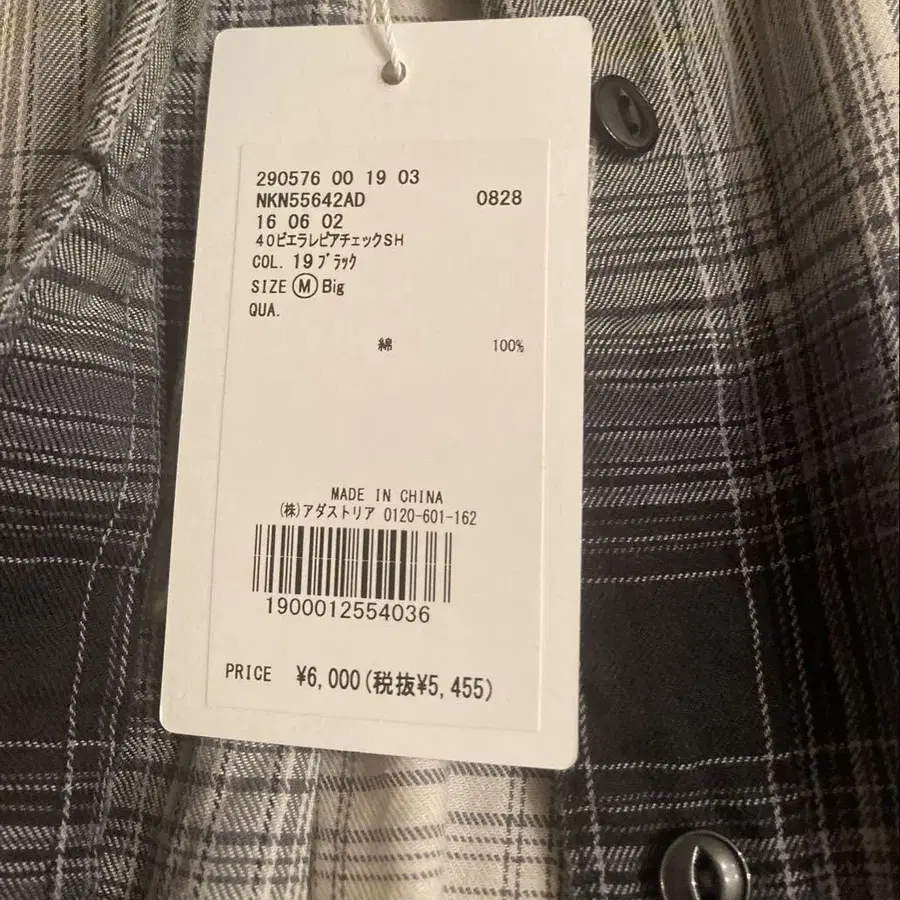 290576 00 19 03
NKN55642AD 0828
16 06 02
40ビエラレピアチェックSH
COL. 19 ブラック
SIZE Ⓜ Big
QUA.
綿 100%
MADE IN CHINA
(株)アダストリア 0120-601-162
1900012554036
PRICE ¥6,000(税抜¥5,455)